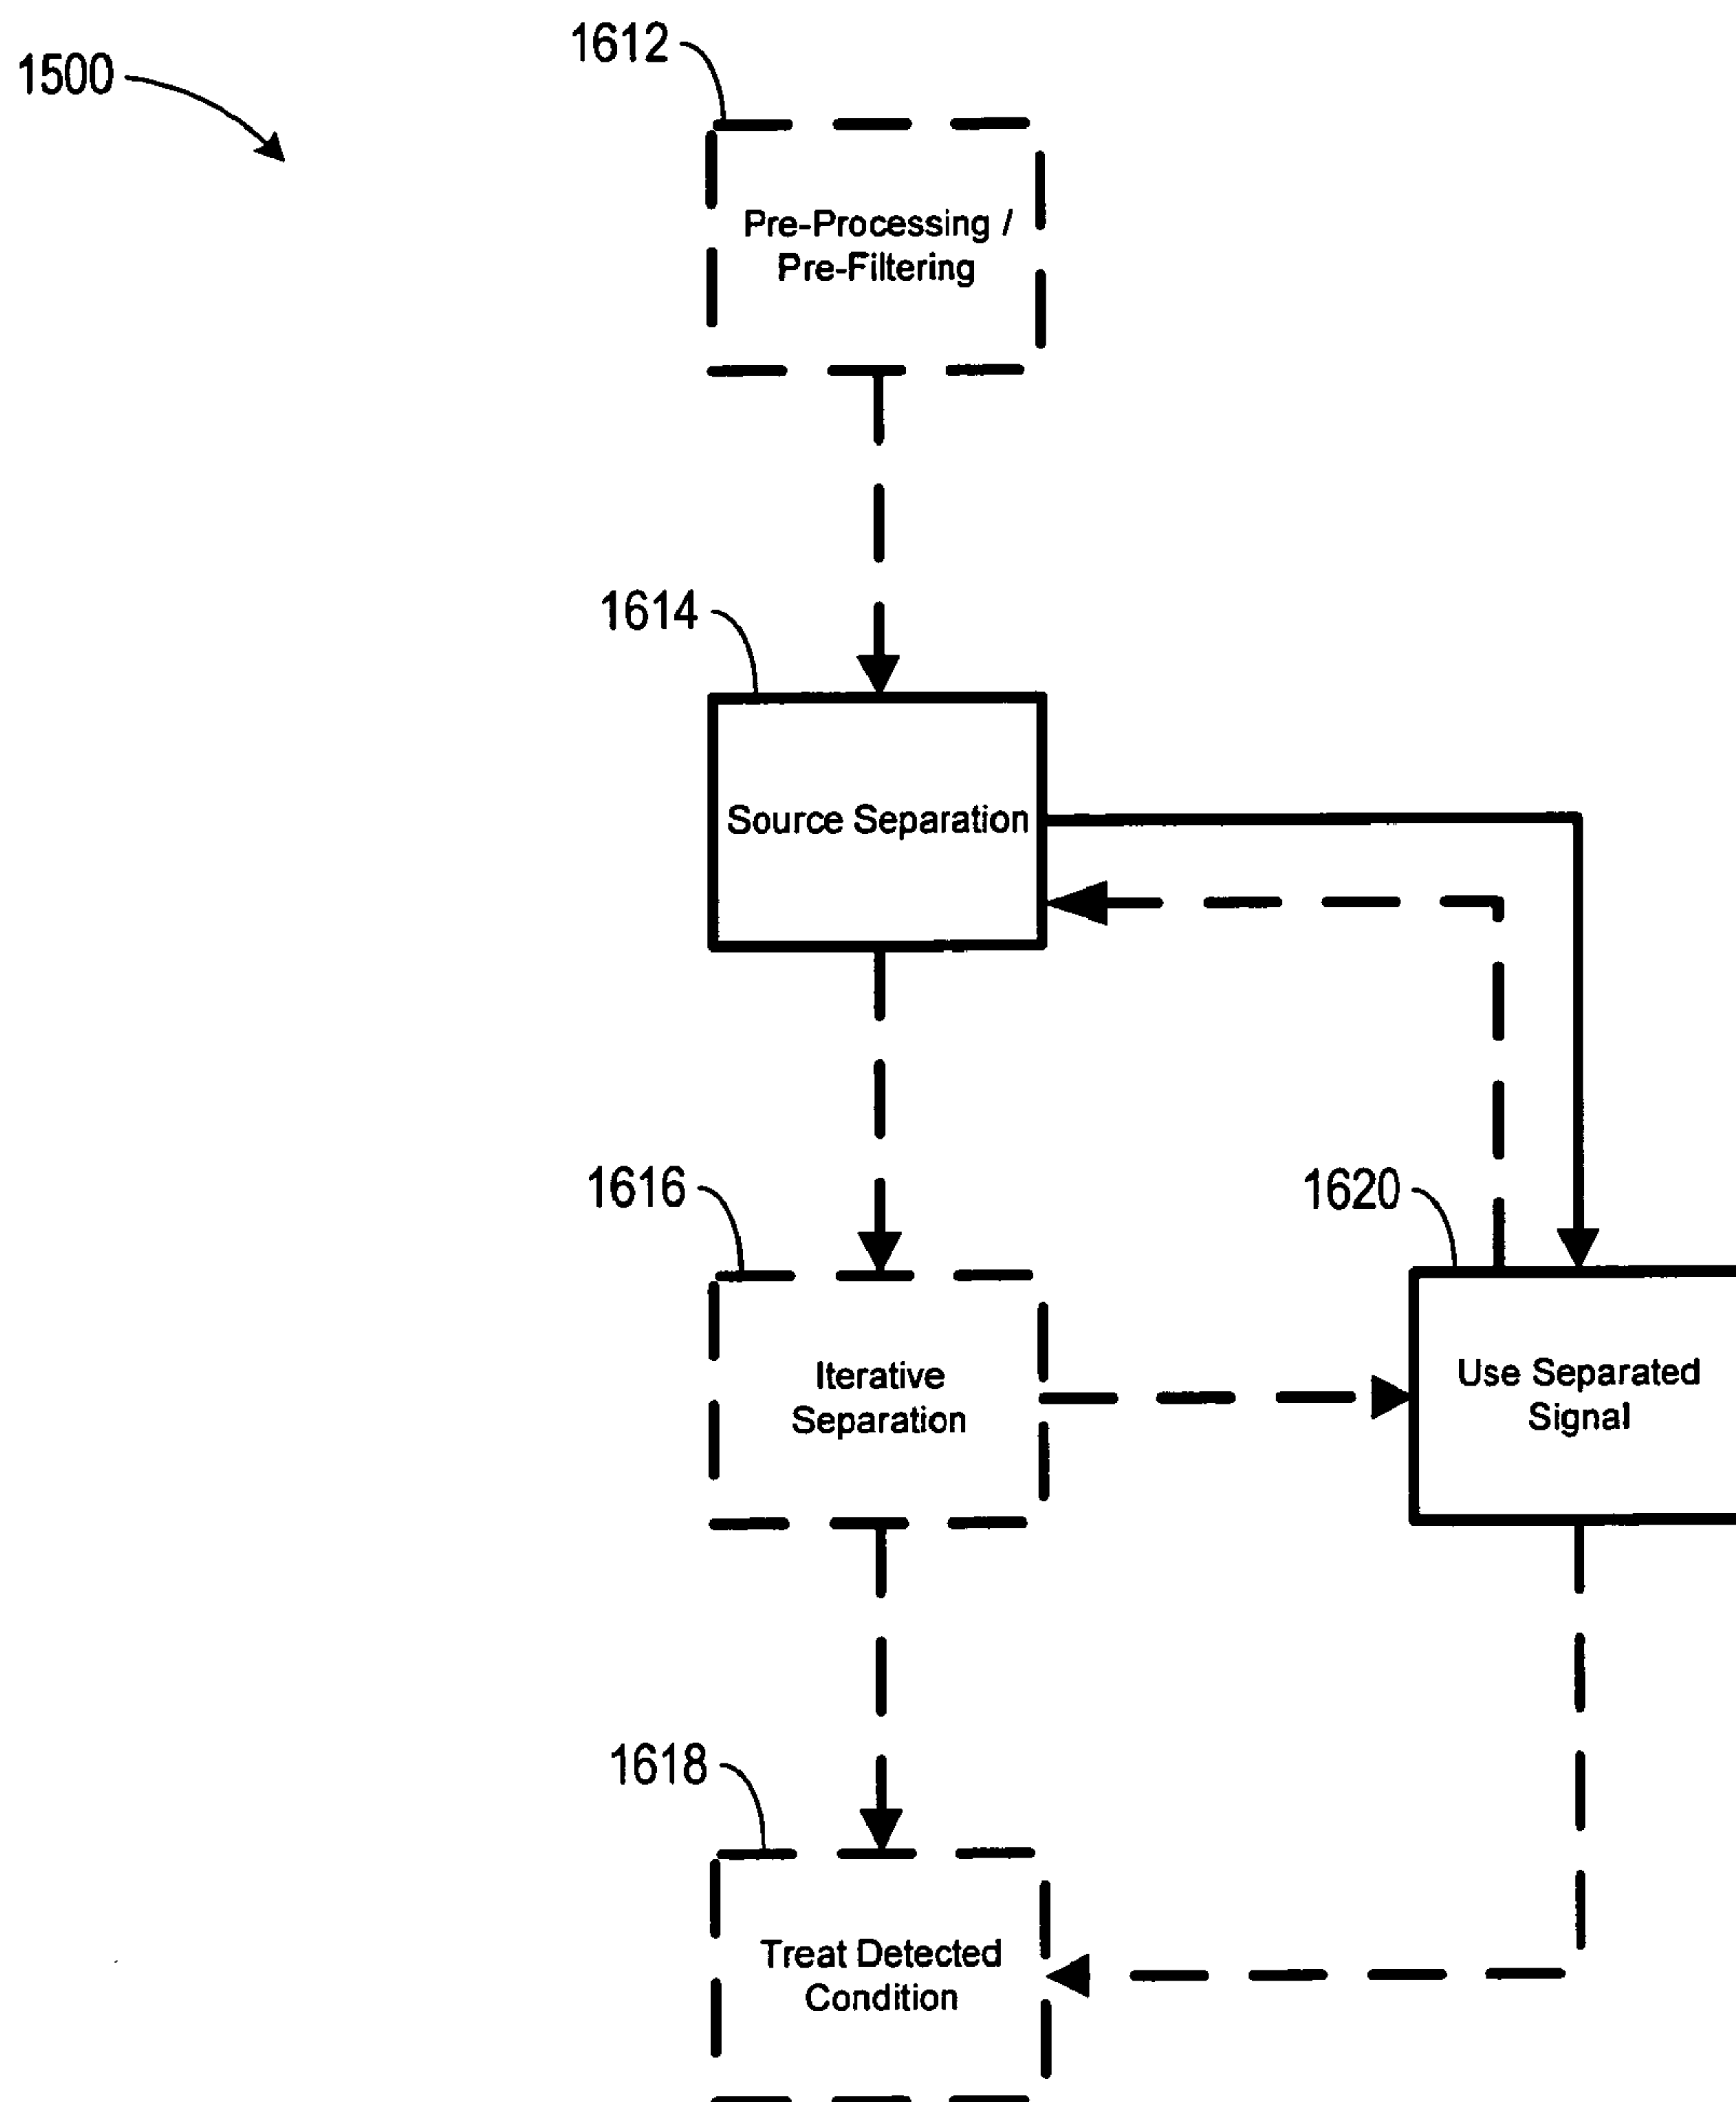 1500
1612
Pre-Processing /
Pre-Filtering
1614
Source Separation
1616
Iterative
Separation
1620
Use Separated
Signal
1618
Treat Detected
Condition